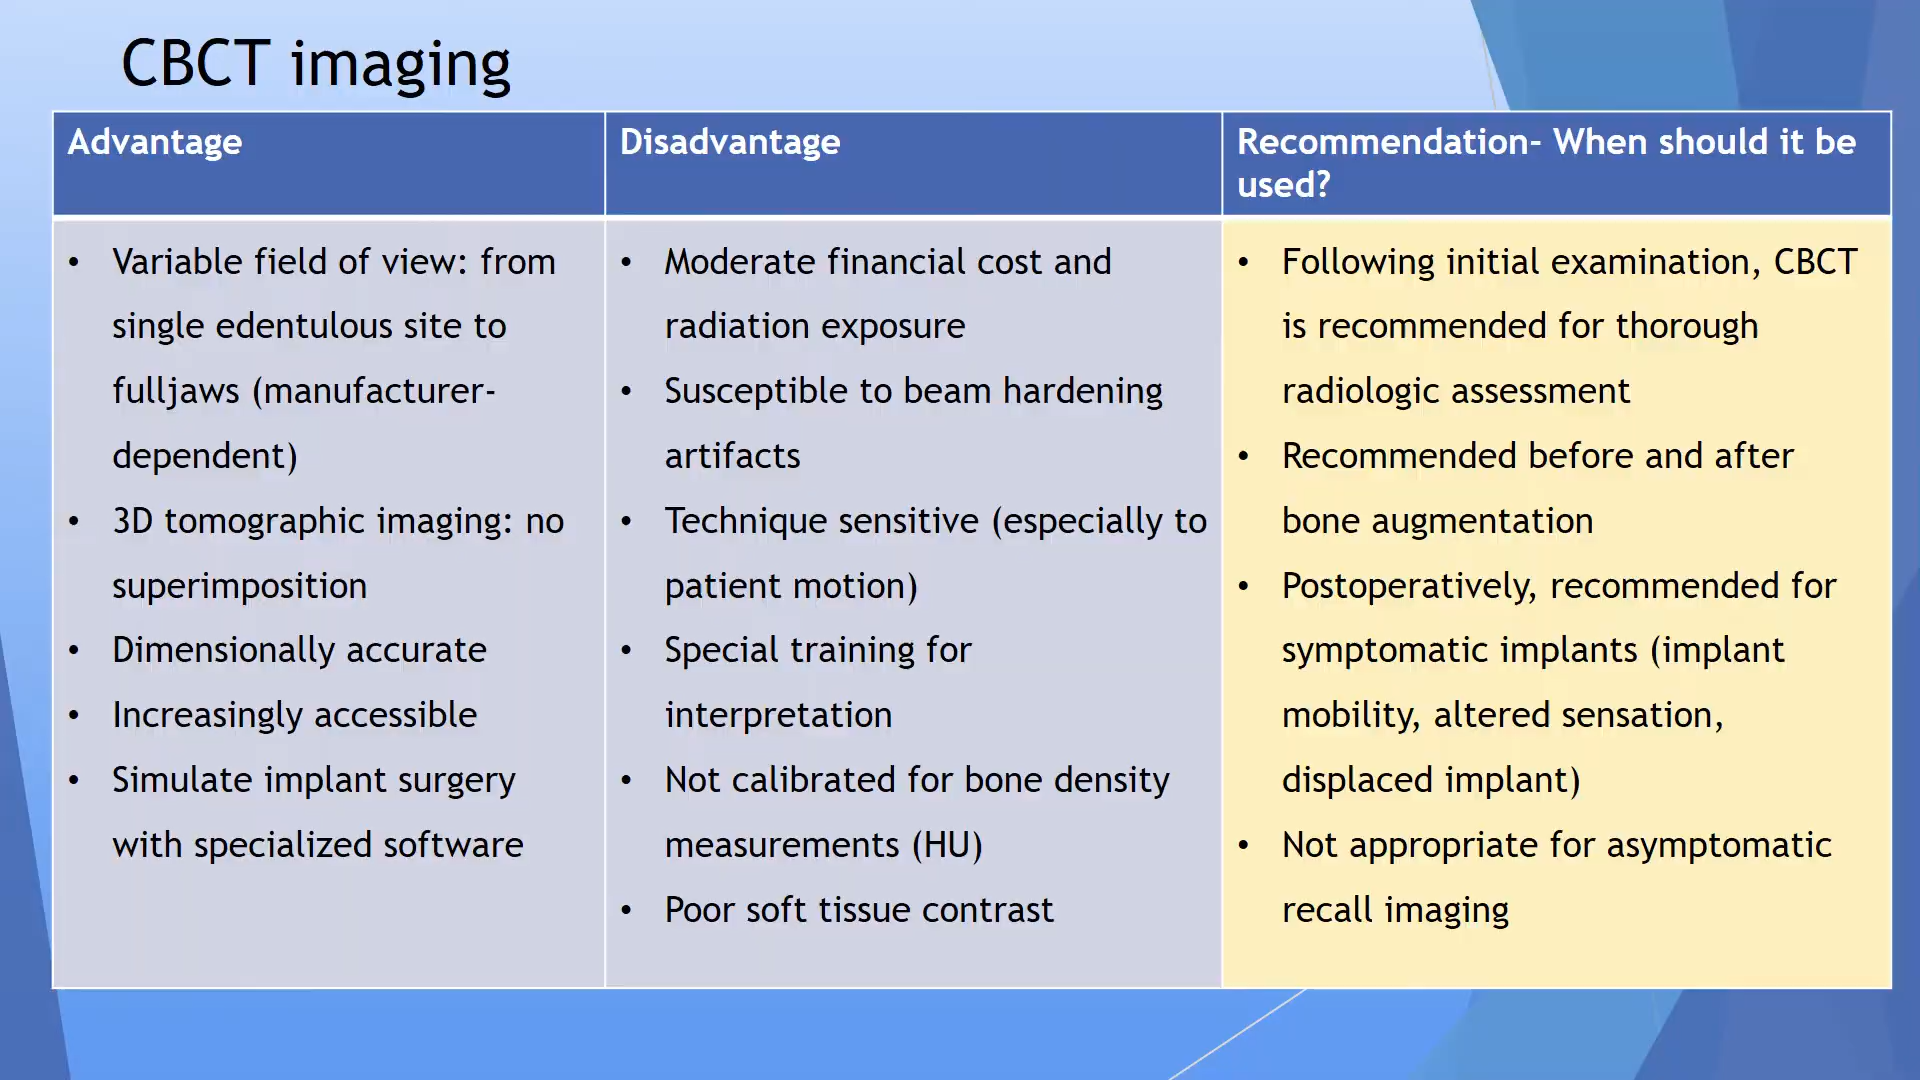 CBCT imaging
Advantage
Disadvantage
Recommendation- When should it be
used?
• Variable field of view: from
single edentulous site to
fulljaws (manufacturer-
dependent)
• 3D tomographic imaging: no
superimposition
• Dimensionally accurate
• Increasingly accessible
• Simulate implant surgery
with specialized software
• Moderate financial cost and
radiation exposure
• Susceptible to beam hardening
artifacts
• Technique sensitive (especially to
patient motion)
• Special training for
interpretation
• Not calibrated for bone density
measurements (HU)
• Poor soft tissue contrast
• Following initial examination, CBCT
is recommended for thorough
radiologic assessment
• Recommended before and after
bone augmentation
• Postoperatively, recommended for
symptomatic implants (implant
mobility, altered sensation,
displaced implant)
• Not appropriate for asymptomatic
recall imaging